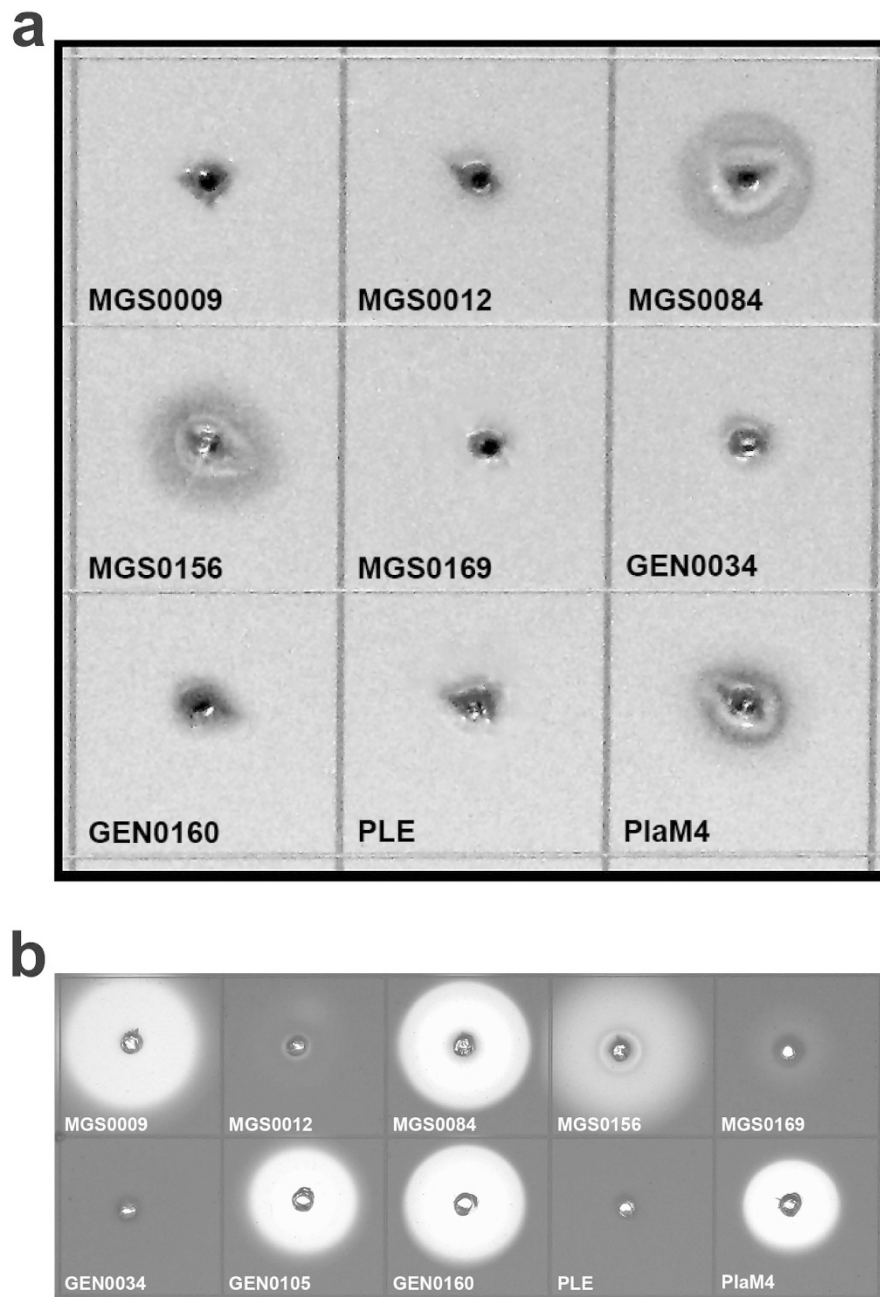 a
MGS0009 MGS0012 MGS0084
MGS0156 MGS0169 GEN0034
GEN0160 PLE PlaM4
b
MGS0009 MGS0012 MGS0084 MGS0156 MGS0169
GEN0034 GEN0105 GEN0160 PLE PlaM4